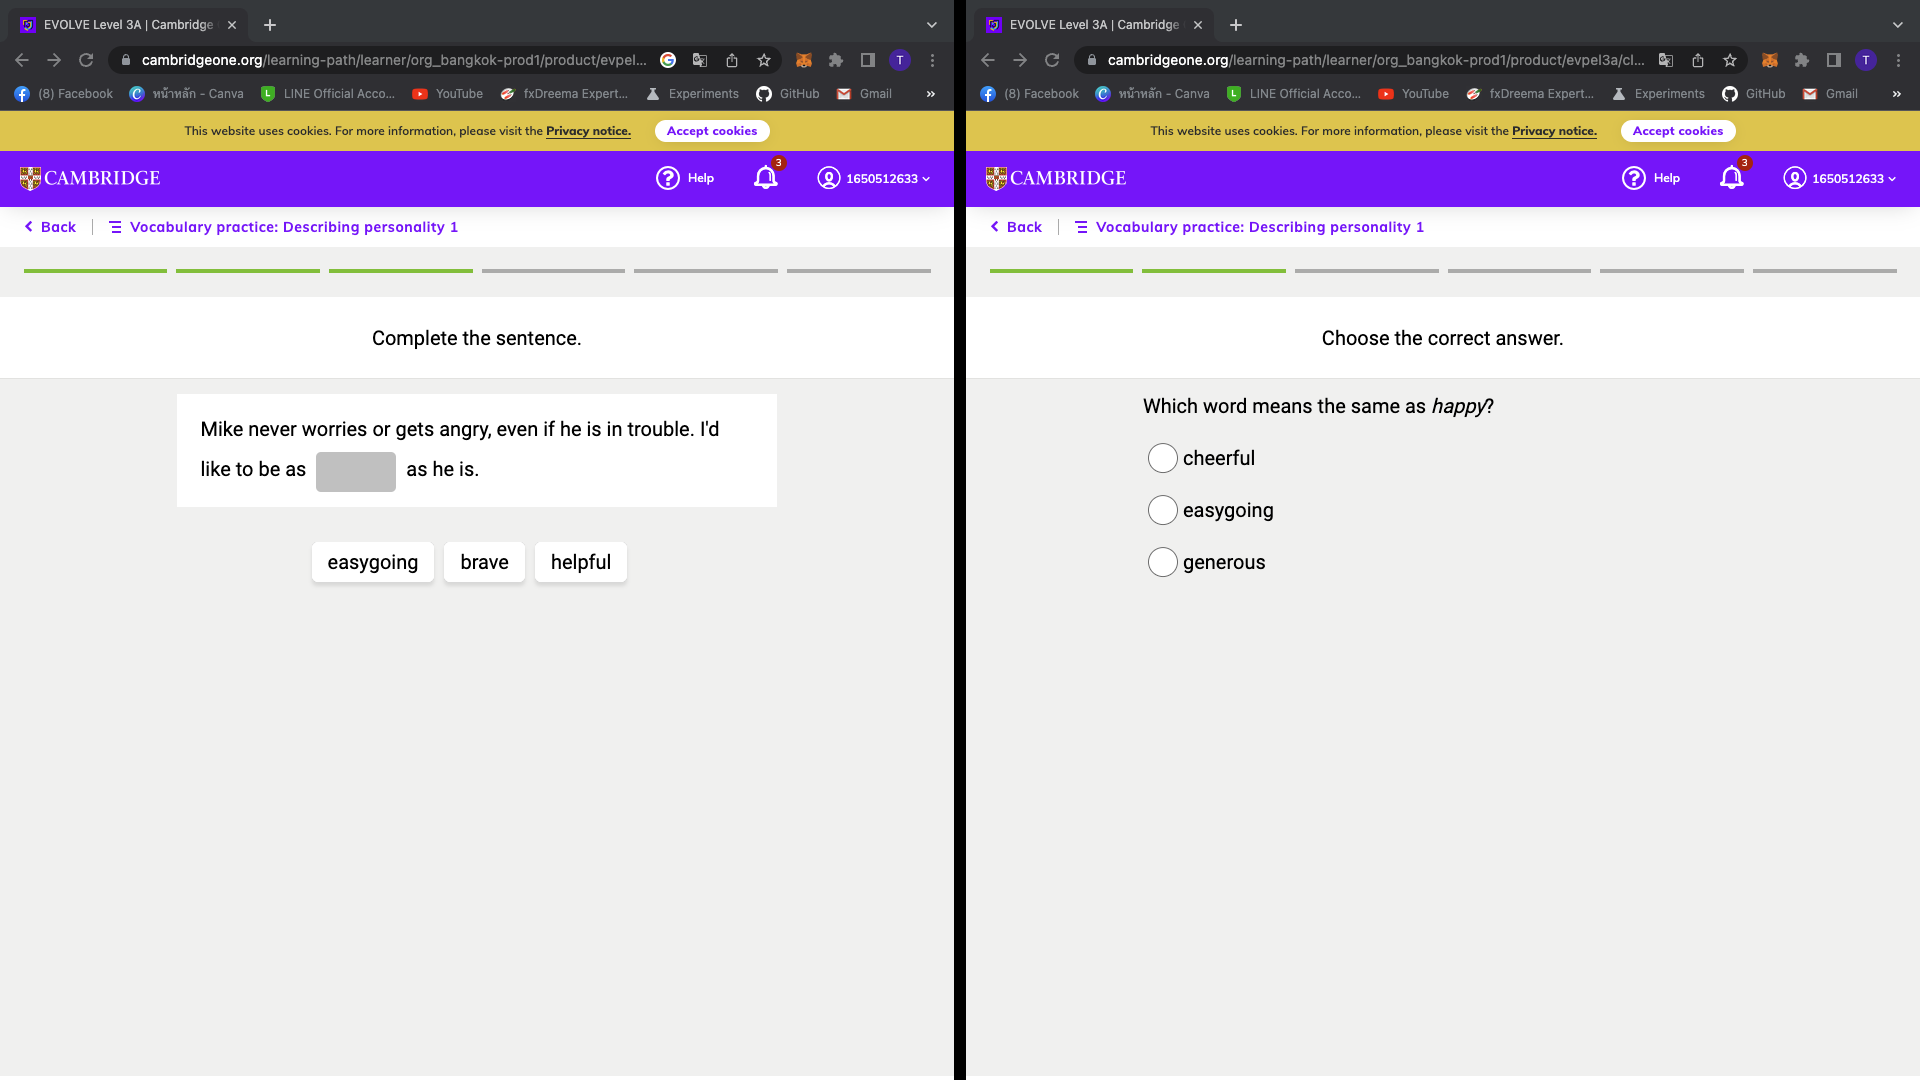 EVOLVE Level 3A | Cambridge
cambridgeone.org/learning-path/learner/org_bangkok-prod1/product/evpel...
T
(8) Facebook
หน้าหลัก - Canva
LINE Official Acco...
YouTube
fxDreema Expert...
Experiments
GitHub
Gmail
»
This website uses cookies. For more information, please visit the Privacy notice.
Accept cookies
CAMBRIDGE
Help
3
1650512633
Back
Vocabulary practice: Describing personality 1
Complete the sentence.
Mike never worries or gets angry, even if he is in trouble. I'd
like to be as as he is.
easygoing
brave
helpful
EVOLVE Level 3A | Cambridge
cambridgeone.org/learning-path/learner/org_bangkok-prod1/product/evpel3a/cl...
T
(8) Facebook
หน้าหลัก - Canva
LINE Official Acco...
YouTube
fxDreema Expert...
Experiments
GitHub
Gmail
»
This website uses cookies. For more information, please visit the Privacy notice.
Accept cookies
CAMBRIDGE
Help
3
1650512633
Back
Vocabulary practice: Describing personality 1
Choose the correct answer.
Which word means the same as happy?
cheerful
easygoing
generous